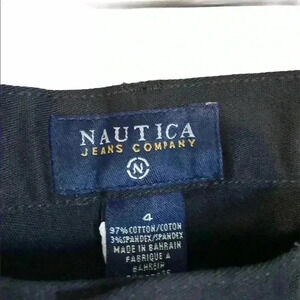 NAUTICA
JEANS COMPANY
N
4
97% COTTON/COTON
3% SPANDEX/SPANDEX
MADE IN BAHRAIN
FABRIQUE A
BAHREIN